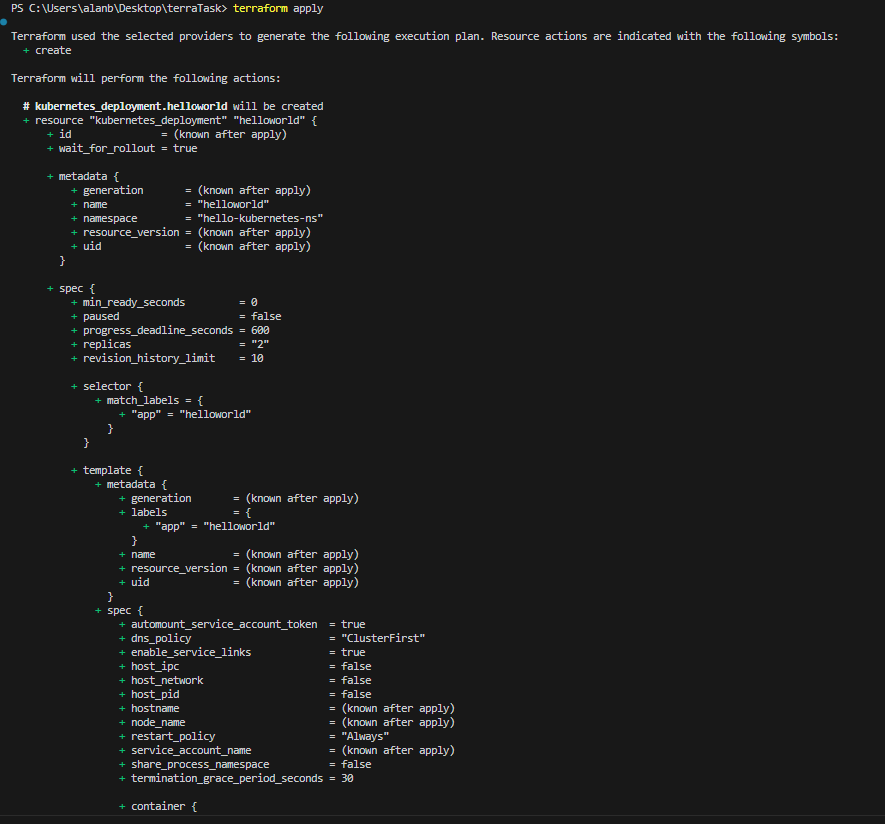 PS C:\Users\alanb\Desktop\terraTask> terraform apply
Terraform used the selected providers to generate the following execution plan. Resource actions are indicated with the following symbols:
  + create
Terraform will perform the following actions:
  # kubernetes_deployment.helloworld will be created
  + resource "kubernetes_deployment" "helloworld" {
      + id               = (known after apply)
      + wait_for_rollout = true
      + metadata {
          + generation       = (known after apply)
          + name             = "helloworld"
          + namespace        = "hello-kubernetes-ns"
          + resource_version = (known after apply)
          + uid              = (known after apply)
        }
      + spec {
          + min_ready_seconds         = 0
          + paused                    = false
          + progress_deadline_seconds = 600
          + replicas                  = "2"
          + revision_history_limit    = 10
          + selector {
              + match_labels = {
                  + "app" = "helloworld"
                }
            }
          + template {
              + metadata {
                  + generation       = (known after apply)
                  + labels           = {
                      + "app" = "helloworld"
                    }
                  + name             = (known after apply)
                  + resource_version = (known after apply)
                  + uid              = (known after apply)
                }
              + spec {
                  + automount_service_account_token  = true
                  + dns_policy                       = "ClusterFirst"
                  + enable_service_links             = true
                  + host_ipc                         = false
                  + host_network                     = false
                  + host_pid                         = false
                  + hostname                         = (known after apply)
                  + node_name                        = (known after apply)
                  + restart_policy                   = "Always"
                  + service_account_name             = (known after apply)
                  + share_process_namespace          = false
                  + termination_grace_period_seconds = 30
                  + container {